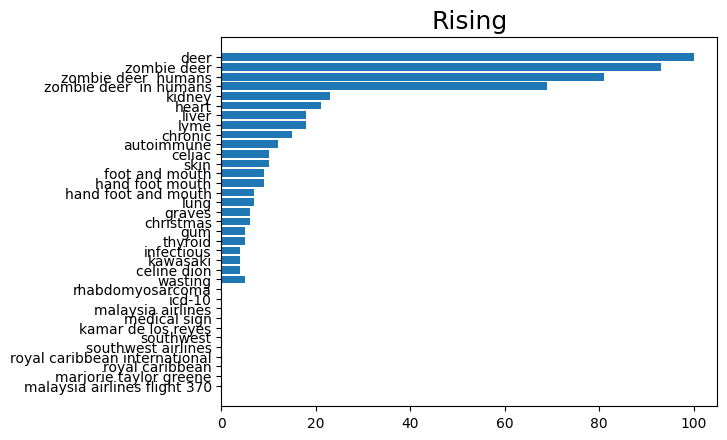 Rising
deer
zombie deer
zombie deer  humans
zombie deer  in humans
kidney
heart
liver
lyme
chronic
autoimmune
celiac
skin
foot and mouth
hand foot mouth
hand foot and mouth
lung
graves
christmas
gum
thyroid
infectious
kawasaki
celine dion
wasting
rhabdomyosarcoma
icd-10
malaysia airlines
medical sign
kamar de los reyes
southwest
southwest airlines
royal caribbean international
royal caribbean
marjorie taylor greene
malaysia airlines flight 370
0 20 40 60 80 100